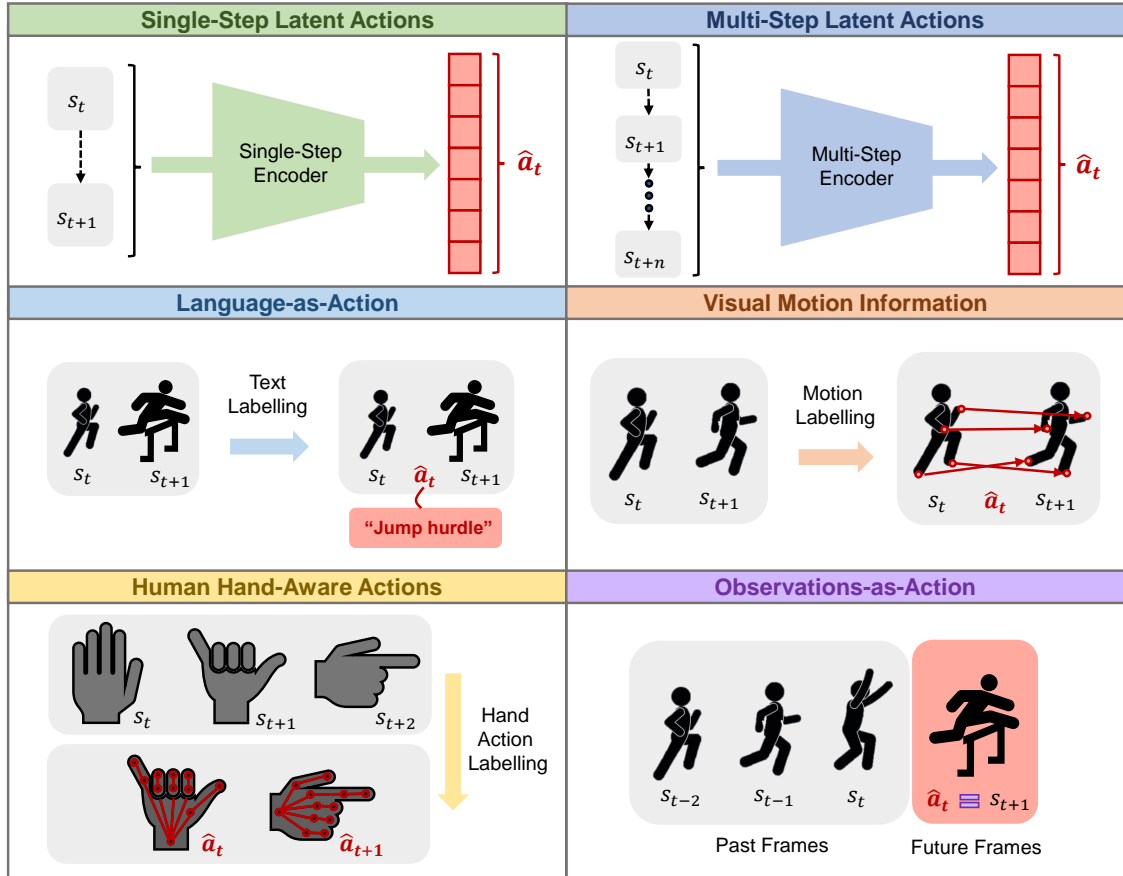 Single-Step Latent Actions
s_t
s_{t+1}
Single-Step
Encoder
â_t
Multi-Step Latent Actions
s_t
s_{t+1}
s_{t+n}
Multi-Step
Encoder
â_t
Language-as-Action
s_t
s_{t+1}
Text
Labelling
s_t
â_t
s_{t+1}
“Jump hurdle”
Visual Motion Information
s_t
s_{t+1}
Motion
Labelling
s_t
â_t
s_{t+1}
Human Hand-Aware Actions
s_t
s_{t+1}
s_{t+2}
Hand
Action
Labelling
â_t
â_{t+1}
Observations-as-Action
s_{t−2}
s_{t−1}
s_t
â_t = s_{t+1}
Past Frames
Future Frames